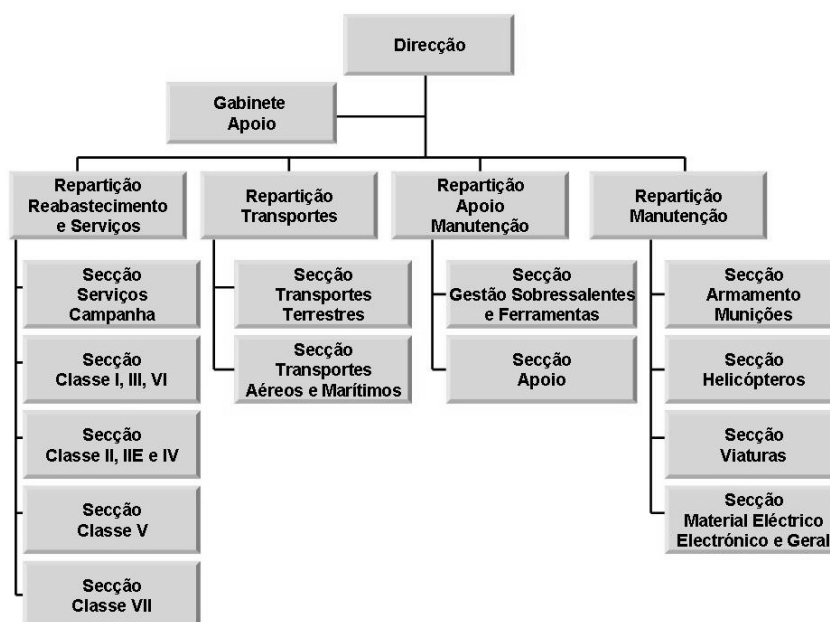 Direcção
Gabinete
Apoio
Repartição
Reabastecimento
e Serviços
Repartição
Transportes
Repartição
Apoio
Manutenção
Repartição
Manutenção
Secção
Serviços
Campanha
Secção
Classe I, III, VI
Secção
Classe II, IIE e IV
Secção
Classe V
Secção
Classe VII
Secção
Transportes
Terrestres
Secção
Transportes
Aéreos e Marítimos
Secção
Gestão Sobressalentes
e Ferramentas
Secção
Apoio
Secção
Armamento
Munições
Secção
Helicópteros
Secção
Viaturas
Secção
Material Eléctrico
Electrónico e Geral